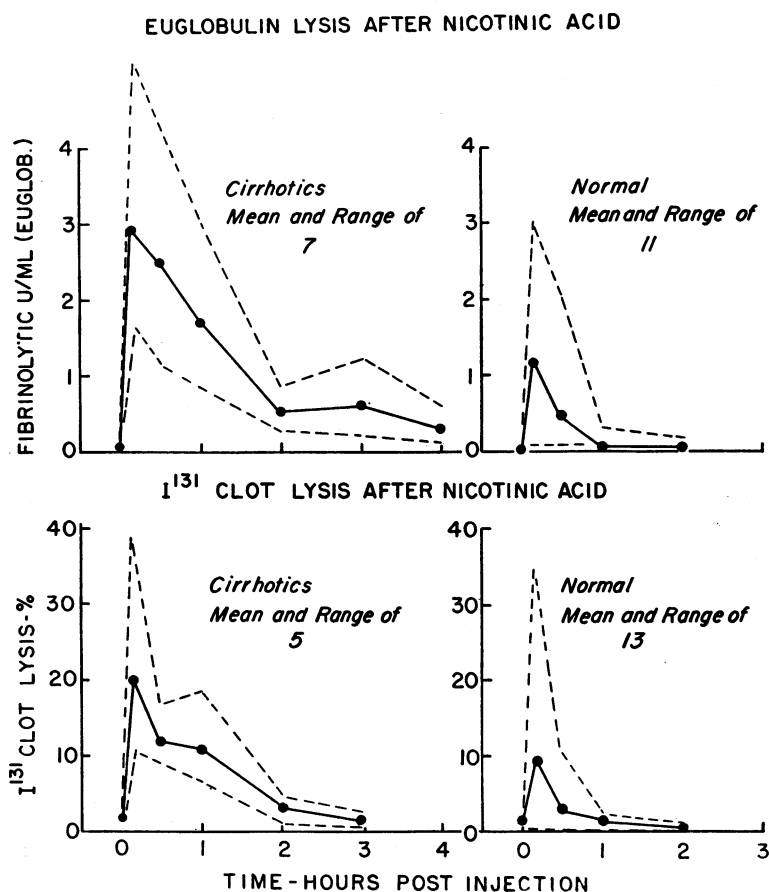 EUGLOBULIN LYSIS AFTER NICOTINIC ACID
FIBRINOLYTIC U/ML (EUGLOB.)
4
3
2
1
0
Cirrhotics
Mean and Range of
7
4
3
2
1
0
Normal
Mean and Range of
11
I131 CLOT LYSIS AFTER NICOTINIC ACID
I131 CLOT LYSIS-%
40
30
20
10
0
Cirrhotics
Mean and Range of
5
40
30
20
10
0
Normal
Mean and Range of
13
0 1 2 3 4 0 1 2 3
TIME-HOURS POST INJECTION